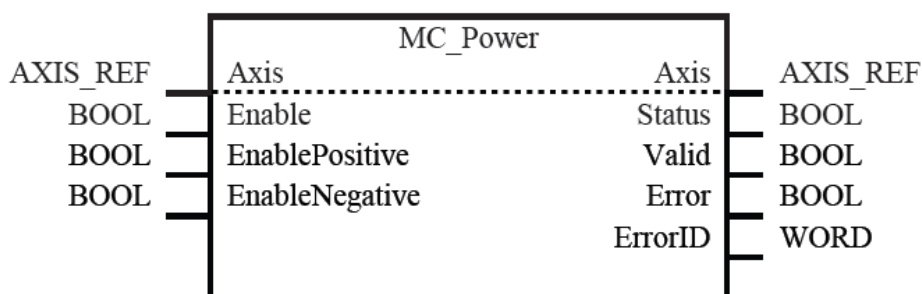 MC_Power
AXIS_REF Axis Axis AXIS_REF
BOOL Enable Status BOOL
BOOL EnablePositive Valid BOOL
BOOL EnableNegative Error BOOL
ErrorID WORD